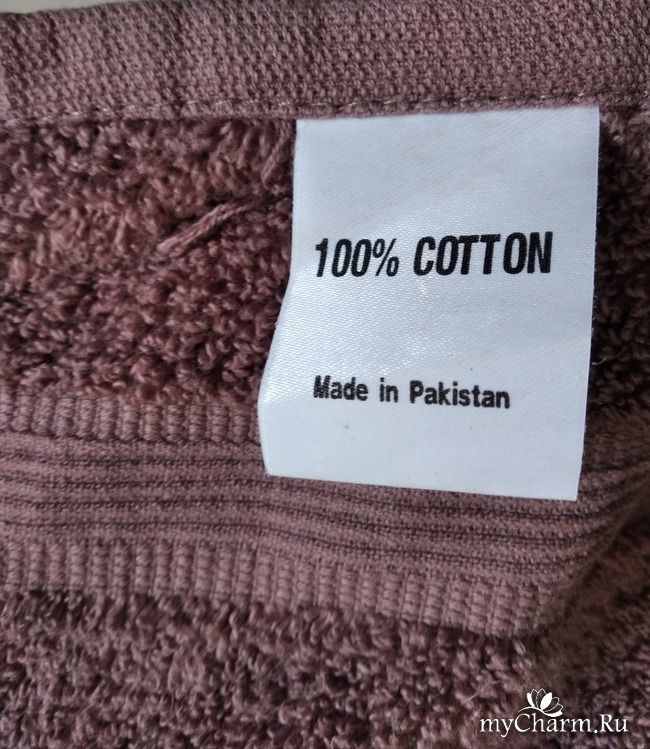 100% COTTON
Made in Pakistan
myCharm.Ru